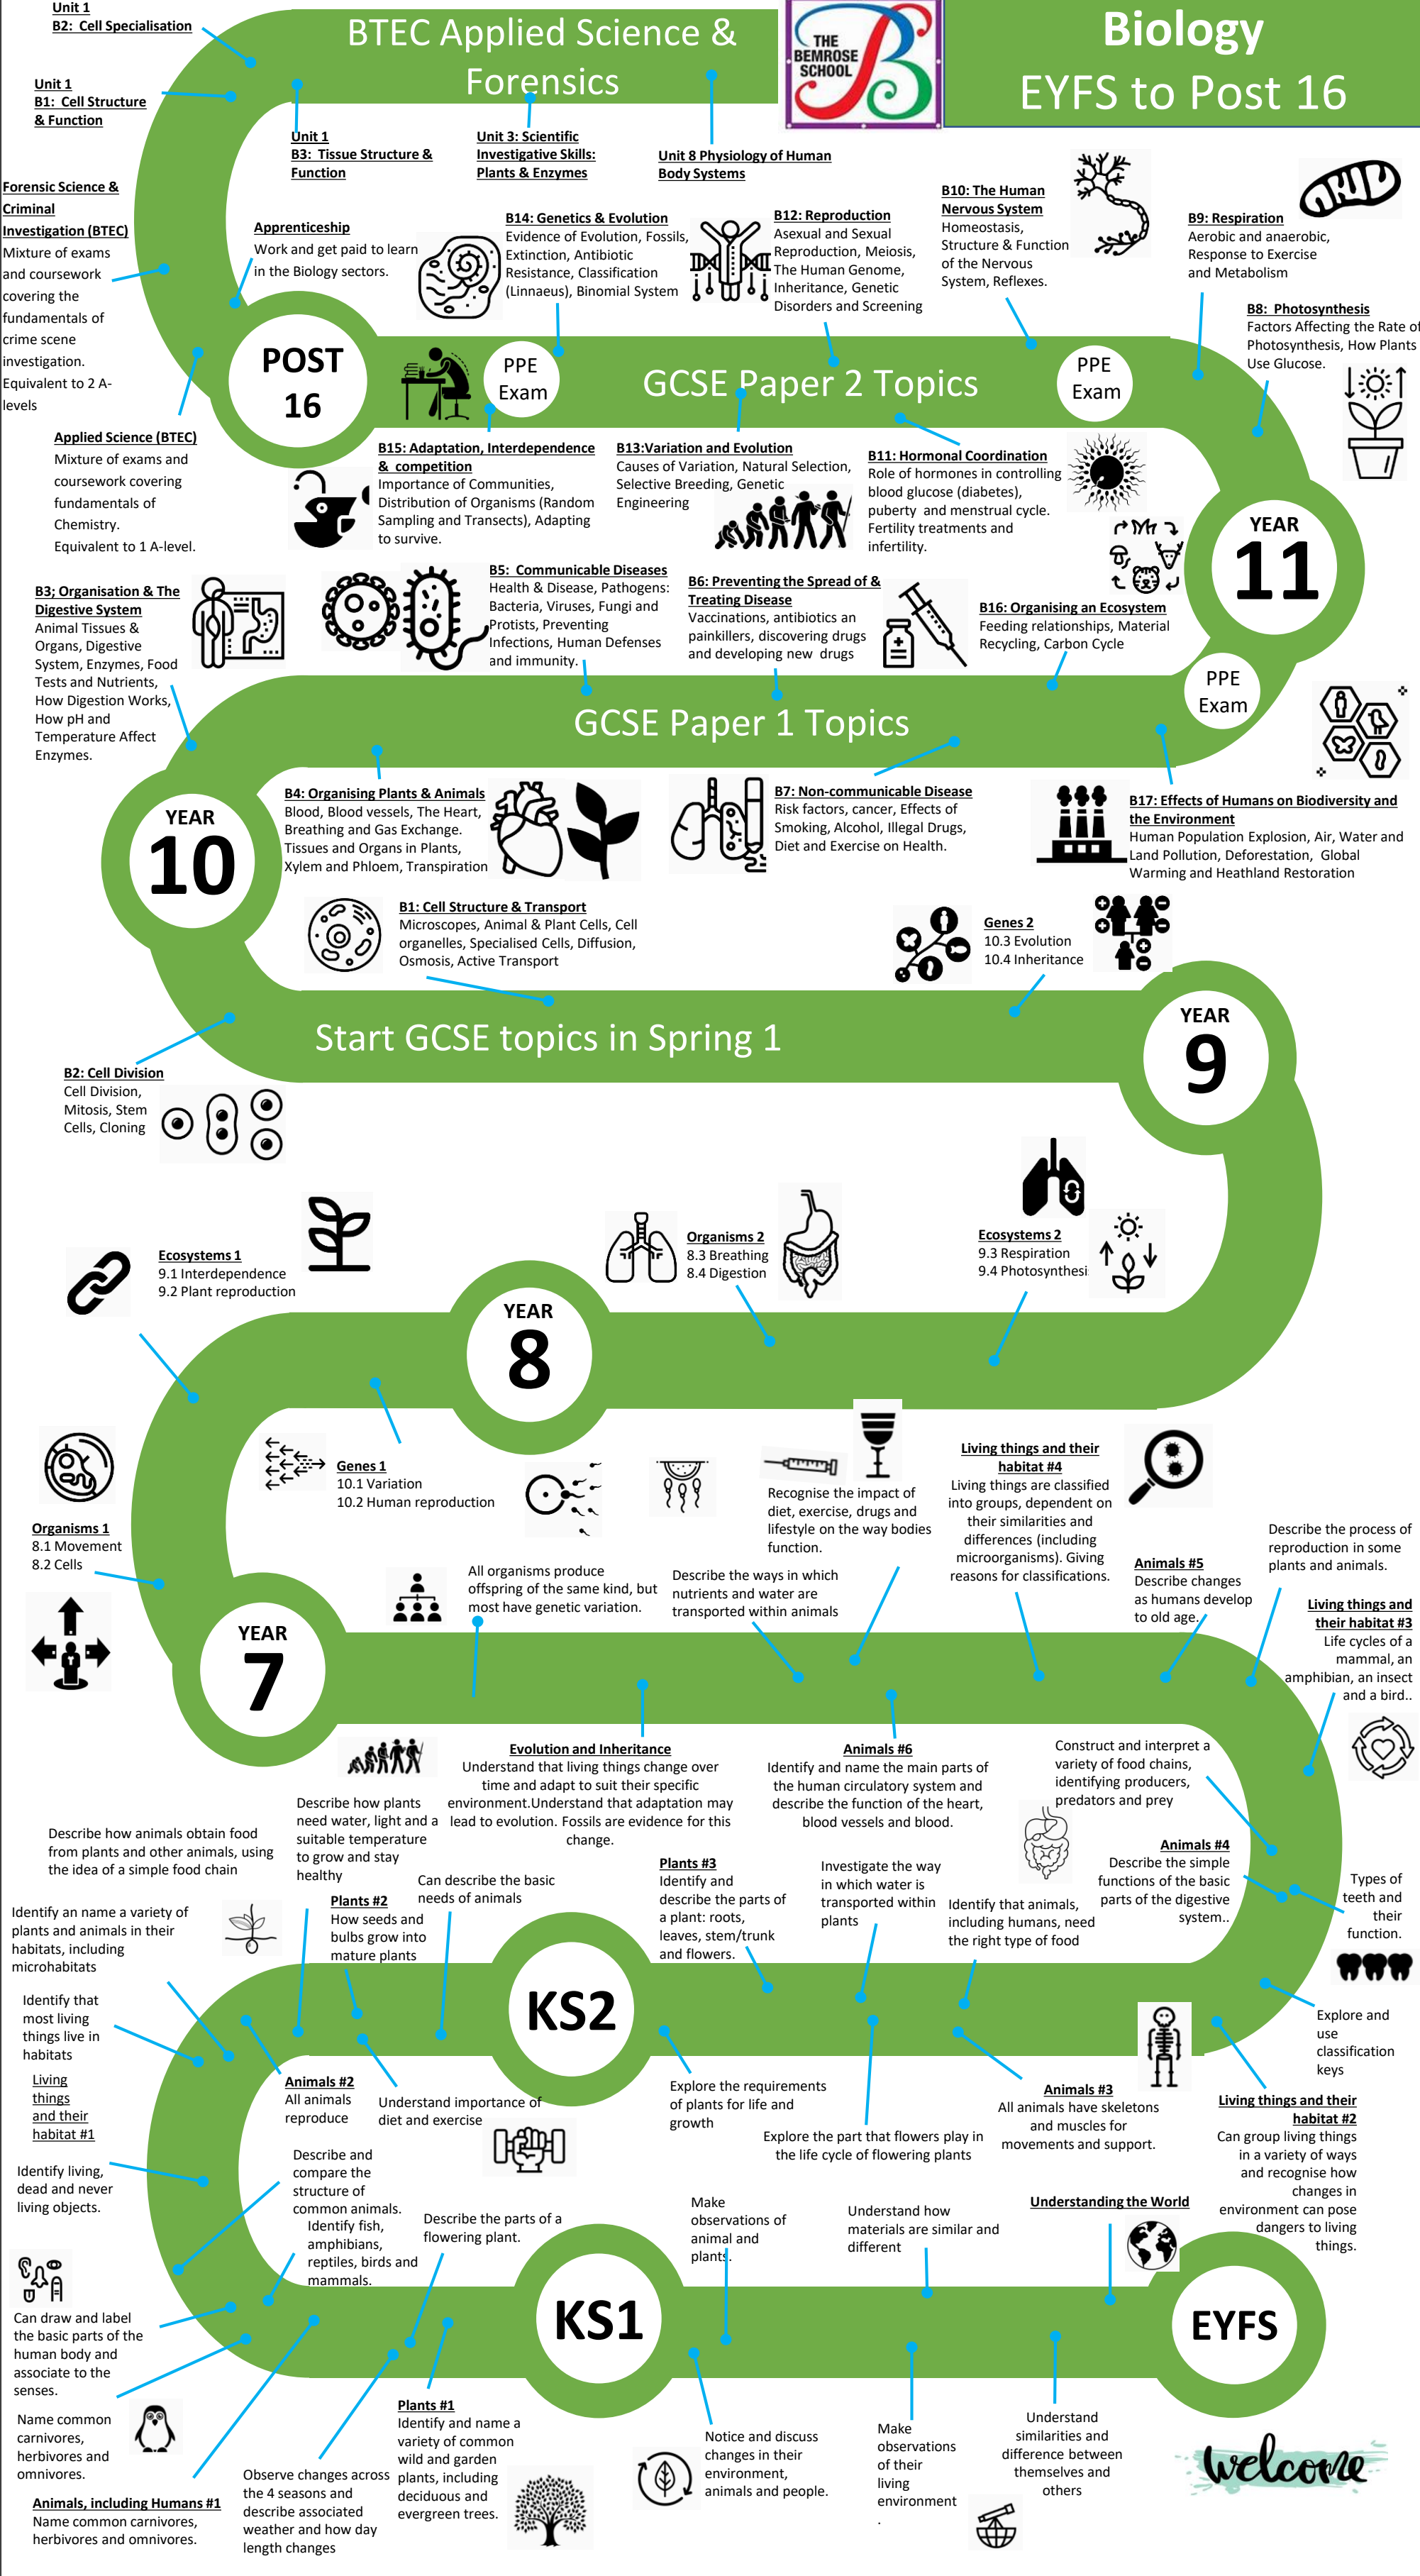 Unit 1
B2:  Cell Specialisation
BTEC Applied Science &
Forensics
THE
BEMROSE
SCHOOL
Biology
EYFS to Post 16
Unit 1
B1:  Cell Structure
& Function
Unit 1
B3:  Tissue Structure &
Function
Unit 3: Scientific
Investigative Skills:
Plants & Enzymes
Unit 8 Physiology of Human
Body Systems
Forensic Science &
Criminal
Investigation (BTEC)
Mixture of exams
and coursework
covering the
fundamentals of
crime scene
investigation.
Equivalent to 2 A-
levels
Apprenticeship
Work and get paid to learn
in the Biology sectors.
B14: Genetics & Evolution
Evidence of Evolution, Fossils,
Extinction, Antibiotic
Resistance, Classification
(Linnaeus), Binomial System
B12: Reproduction
Asexual and Sexual
Reproduction, Meiosis,
The Human Genome,
Inheritance, Genetic
Disorders and Screening
B10: The Human
Nervous System
Homeostasis,
Structure & Function
of the Nervous
System, Reflexes.
B9: Respiration
Aerobic and anaerobic,
Response to Exercise
and Metabolism
B8:  Photosynthesis
Factors Affecting the Rate of
Photosynthesis, How Plants
Use Glucose.
POST
16
PPE
Exam
GCSE Paper 2 Topics
PPE
Exam
Applied Science (BTEC)
Mixture of exams and
coursework covering
fundamentals of
Chemistry.
Equivalent to 1 A-level.
B15: Adaptation, Interdependence
& competition
Importance of Communities,
Distribution of Organisms (Random
Sampling and Transects), Adapting
to survive.
B13:Variation and Evolution
Causes of Variation, Natural Selection,
Selective Breeding, Genetic
Engineering
B11: Hormonal Coordination
Role of hormones in controlling
blood glucose (diabetes),
puberty  and menstrual cycle.
Fertility treatments and
infertility.
YEAR
11
B3; Organisation & The
Digestive System
Animal Tissues &
Organs, Digestive
System, Enzymes, Food
Tests and Nutrients,
How Digestion Works,
How pH and
Temperature Affect
Enzymes.
B5:  Communicable Diseases
Health & Disease, Pathogens:
Bacteria, Viruses, Fungi and
Protists, Preventing
Infections, Human Defenses
and immunity.
B6: Preventing the Spread of &
Treating Disease
Vaccinations, antibiotics an
painkillers, discovering drugs
and developing new  drugs
B16: Organising an Ecosystem
Feeding relationships, Material
Recycling, Carbon Cycle
PPE
Exam
GCSE Paper 1 Topics
YEAR
10
B4: Organising Plants & Animals
Blood, Blood vessels, The Heart,
Breathing and Gas Exchange.
Tissues and Organs in Plants,
Xylem and Phloem, Transpiration
B7: Non-communicable Disease
Risk factors, cancer, Effects of
Smoking, Alcohol, Illegal Drugs,
Diet and Exercise on Health.
B17: Effects of Humans on Biodiversity and
the Environment
Human Population Explosion, Air, Water and
Land Pollution, Deforestation,  Global
Warming and Heathland Restoration
B1: Cell Structure & Transport
Microscopes, Animal & Plant Cells, Cell
organelles, Specialised Cells, Diffusion,
Osmosis, Active Transport
Genes 2
10.3 Evolution
10.4 Inheritance
Start GCSE topics in Spring 1
YEAR
9
B2: Cell Division
Cell Division,
Mitosis, Stem
Cells, Cloning
Ecosystems 1
9.1 Interdependence
9.2 Plant reproduction
Organisms 2
8.3 Breathing
8.4 Digestion
Ecosystems 2
9.3 Respiration
9.4 Photosynthesi
YEAR
8
Organisms 1
8.1 Movement
8.2 Cells
Genes 1
10.1 Variation
10.2 Human reproduction
Recognise the impact of
diet, exercise, drugs and
lifestyle on the way bodies
function.
Living things and their
habitat #4
Living things are classified
into groups, dependent on
their similarities and
differences (including
microorganisms). Giving
reasons for classifications.
Animals #5
Describe changes
as humans develop
to old age.
Describe the process of
reproduction in some
plants and animals.
Living things and
their habitat #3
Life cycles of a
mammal, an
amphibian, an insect
and a bird..
All organisms produce
offspring of the same kind, but
most have genetic variation.
Describe the ways in which
nutrients and water are
transported within animals
YEAR
7
Evolution and Inheritance
Understand that living things change over
time and adapt to suit their specific
environment.Understand that adaptation may
lead to evolution. Fossils are evidence for this
change.
Animals #6
Identify and name the main parts of
the human circulatory system and
describe the function of the heart,
blood vessels and blood.
Construct and interpret a
variety of food chains,
identifying producers,
predators and prey
Describe how animals obtain food
from plants and other animals, using
the idea of a simple food chain
Describe how plants
need water, light and a
suitable temperature
to grow and stay
healthy
Can describe the basic
needs of animals
Plants #3
Identify and
describe the parts of
a plant: roots,
leaves, stem/trunk
and flowers.
Investigate the way
in which water is
transported within
plants
Identify that animals,
including humans, need
the right type of food
Animals #4
Describe the simple
functions of the basic
parts of the digestive
system..
Types of
teeth and
their
function.
Identify an name a variety of
plants and animals in their
habitats, including
microhabitats
Plants #2
How seeds and
bulbs grow into
mature plants
KS2
Identify that
most living
things live in
habitats
Living
things
and their
habitat #1
Animals #2
All animals
reproduce
Understand importance of
diet and exercise
Explore the requirements
of plants for life and
growth
Explore the part that flowers play in
the life cycle of flowering plants
Animals #3
All animals have skeletons
and muscles for
movements and support.
Explore and
use
classification
keys
Living things and their
habitat #2
Can group living things
in a variety of ways
and recognise how
changes in
environment can pose
dangers to living
things.
Identify living,
dead and never
living objects.
Describe and
compare the
structure of
common animals.
Identify fish,
amphibians,
reptiles, birds and
mammals.
Describe the parts of a
flowering plant.
Make
observations of
animal and
plants.
Understand how
materials are similar and
different
Understanding the World
KS1
EYFS
Can draw and label
the basic parts of the
human body and
associate to the
senses.
Name common
carnivores,
herbivores and
omnivores.
Animals, including Humans #1
Name common carnivores,
herbivores and omnivores.
Observe changes across
the 4 seasons and
describe associated
weather and how day
length changes
Plants #1
Identify and name a
variety of common
wild and garden
plants, including
deciduous and
evergreen trees.
Notice and discuss
changes in their
environment,
animals and people.
Make
observations
of their
living
environment
.
Understand
similarities and
difference between
themselves and
others
welcome